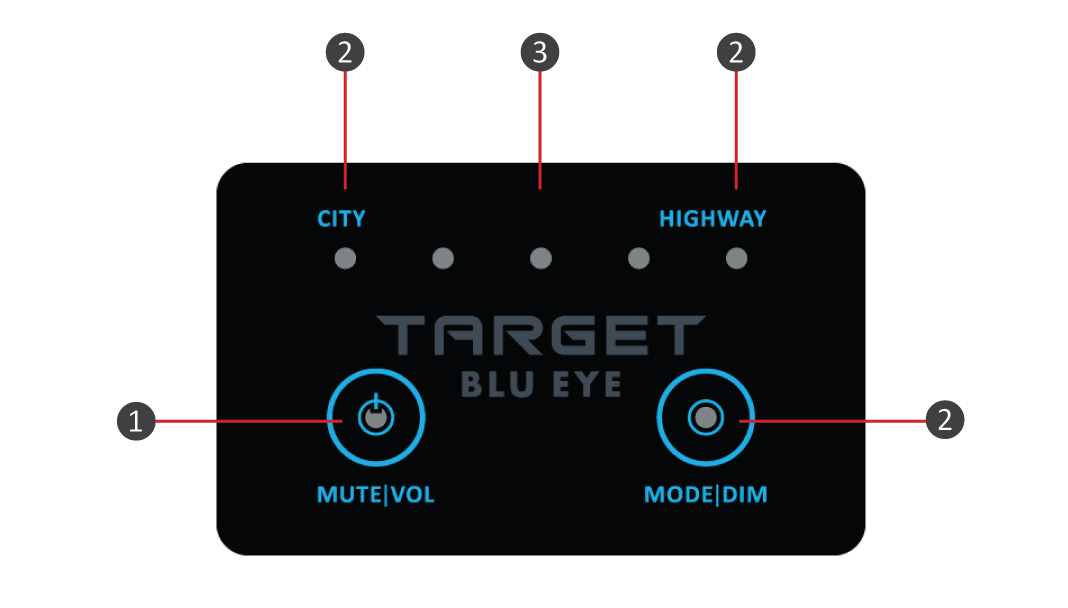 2 3 2
CITY HIGHWAY
TARGET
BLU EYE
1 2
MUTE|VOL MODE|DIM